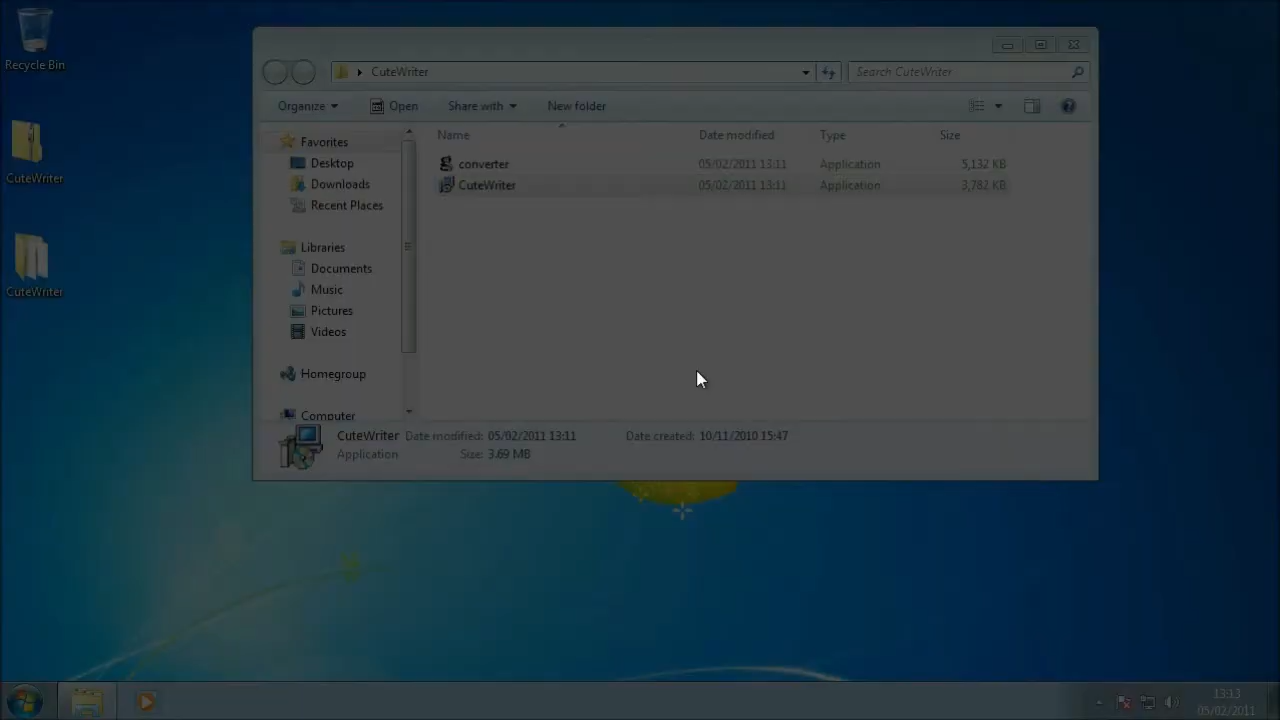 Recycle Bin
CuteWriter
CuteWriter
CuteWriter
Search CuteWriter
Organize
Open
Share with
New folder
Name
Date modified
Type
Size
Favorites
Desktop
Downloads
Recent Places
Libraries
Documents
Music
Pictures
Videos
Homegroup
Computer
converter 05/02/2011 13:11 Application 5,132 KB
CuteWriter 05/02/2011 13:11 Application 3,782 KB
CuteWriter Date modified: 05/02/2011 13:11 Date created: 10/11/2010 15:47
Application Size: 3.69 MB
13:13
05/02/2011